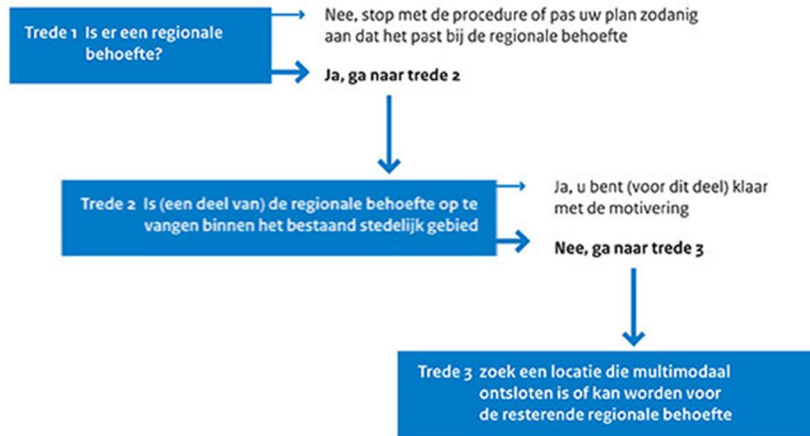 Nee, stop met de procedure of pas uw plan zodanig
aan dat het past bij de regionale behoefte
Trede 1 Is er een regionale
behoefte?
Ja, ga naar trede 2
Trede 2 Is (een deel van) de regionale behoefte op te
vangen binnen het bestaand stedelijk gebied
Ja, u bent (voor dit deel) klaar
met de motivering
Nee, ga naar trede 3
Trede 3 zoek een locatie die multimodaal
ontsloten is of kan worden voor
de resterende regionale behoefte